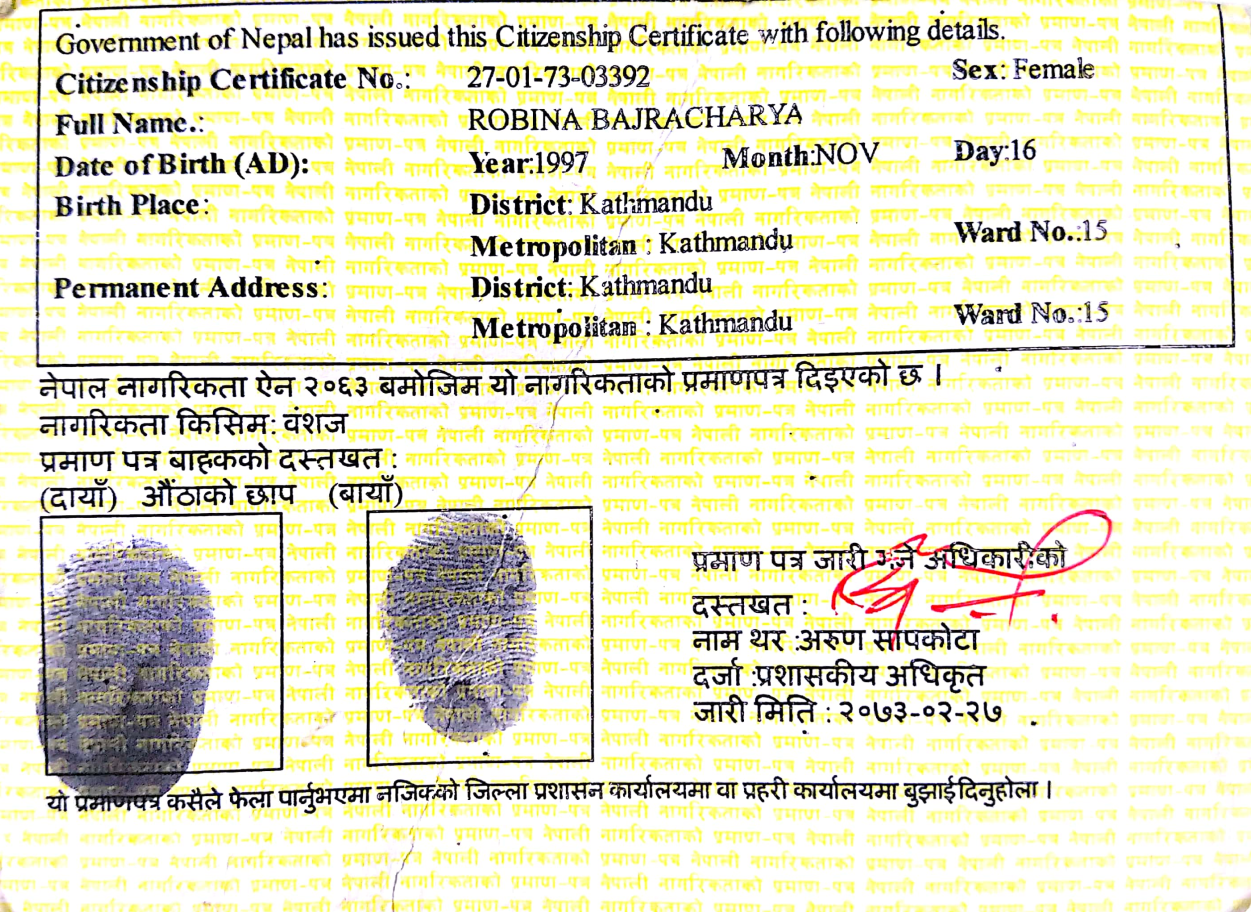 Government of Nepal has issued this Citizenship Certificate with following details.
Citizenship Certificate No.: 27-01-73-03392 Sex: Female
Full Name.: ROBINA BAJRACHARYA
Date of Birth (AD): Year:1997 Month:NOV Day:16
Birth Place: District: Kathmandu
Metropolitan : Kathmandu Ward No.:15
Permanent Address: District: Kathmandu
Metropolitan : Kathmandu Ward No.:15
नेपाल नागरिकता ऐन २०६३ बमोजिम यो नागरिकताको प्रमाणपत्र दिइएको छ ।
नागरिकता किसिम: वंशज
प्रमाण पत्र बाहकको दस्तखत :
(दायाँ) औंठाको छाप (बायाँ)
प्रमाण पत्र जारी गर्ने अधिकारीको
दस्तखत :
नाम थर :अरुण सापकोटा
दर्जा :प्रशासकीय अधिकृत
जारी मिति : २०७३-०२-२७
यो प्रमाणपत्र कसैले फेला पार्नुभएमा नजिकको जिल्ला प्रशासन कार्यालयमा वा प्रहरी कार्यालयमा बुझाईदिनुहोला ।